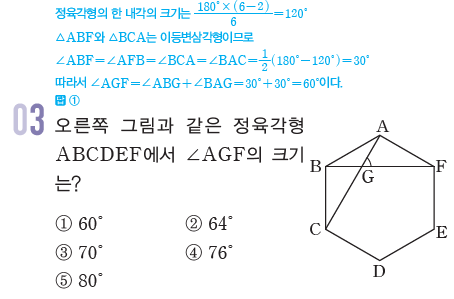 정육각형의 한 내각의 크기는 180°×(6-2)/6=120°
△ABF와 △BCA는 이등변삼각형이므로
∠ABF=∠AFB=∠BCA=∠BAC=1/2(180°-120°)=30°
따라서 ∠AGF=∠ABG+∠BAG=30°+30°=60°이다.
답 ①
03 오른쪽 그림과 같은 정육각형
ABCDEF에서 ∠AGF의 크기
는?
① 60° ② 64°
③ 70° ④ 76°
⑤ 80°
A
B F
G
C E
D